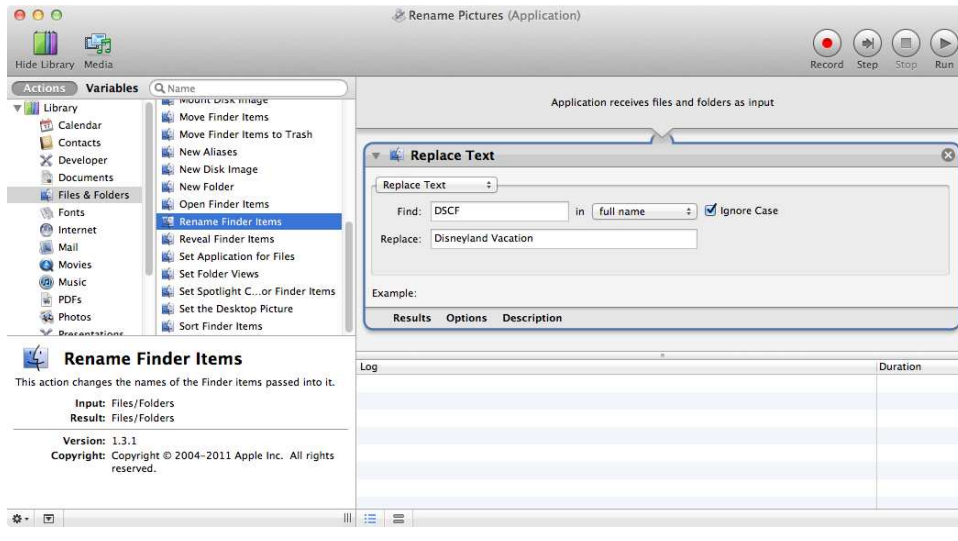 Rename Pictures (Application)
Hide Library Media
Record Step Stop Run
Actions Variables
Name
Library
Calendar
Contacts
Developer
Documents
Files & Folders
Fonts
Internet
Mail
Movies
Music
PDFs
Photos
Presentations
Mount Disk Image
Move Finder Items
Move Finder Items to Trash
New Aliases
New Disk Image
New Folder
Open Finder Items
Rename Finder Items
Reveal Finder Items
Set Application for Files
Set Folder Views
Set Spotlight C...or Finder Items
Set the Desktop Picture
Sort Finder Items
Rename Finder Items
This action changes the names of the Finder items passed into it.
Input: Files/Folders
Result: Files/Folders
Version: 1.3.1
Copyright: Copyright © 2004-2011 Apple Inc. All rights
reserved.
Application receives files and folders as input
Replace Text
Replace Text
Find: DSCF in full name Ignore Case
Replace: Disneyland Vacation
Example:
Results Options Description
Log Duration